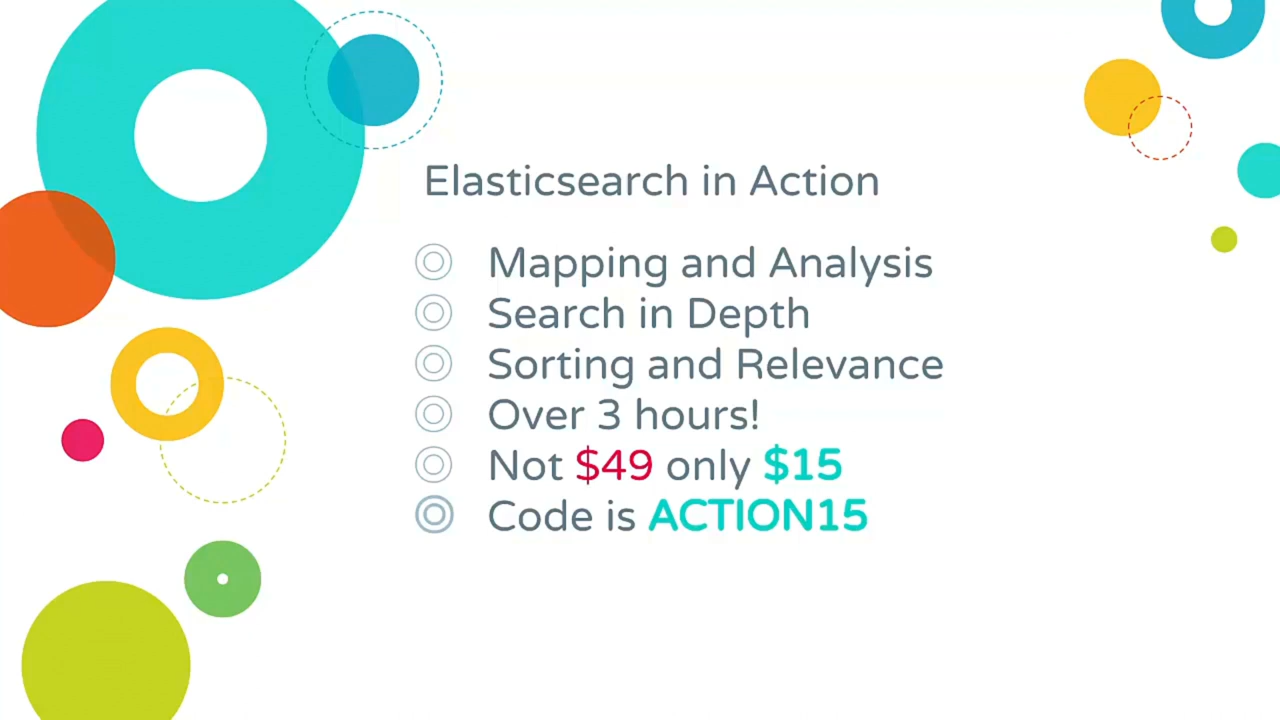 Elasticsearch in Action
Mapping and Analysis
Search in Depth
Sorting and Relevance
Over 3 hours!
Not $49 only $15
Code is ACTION15